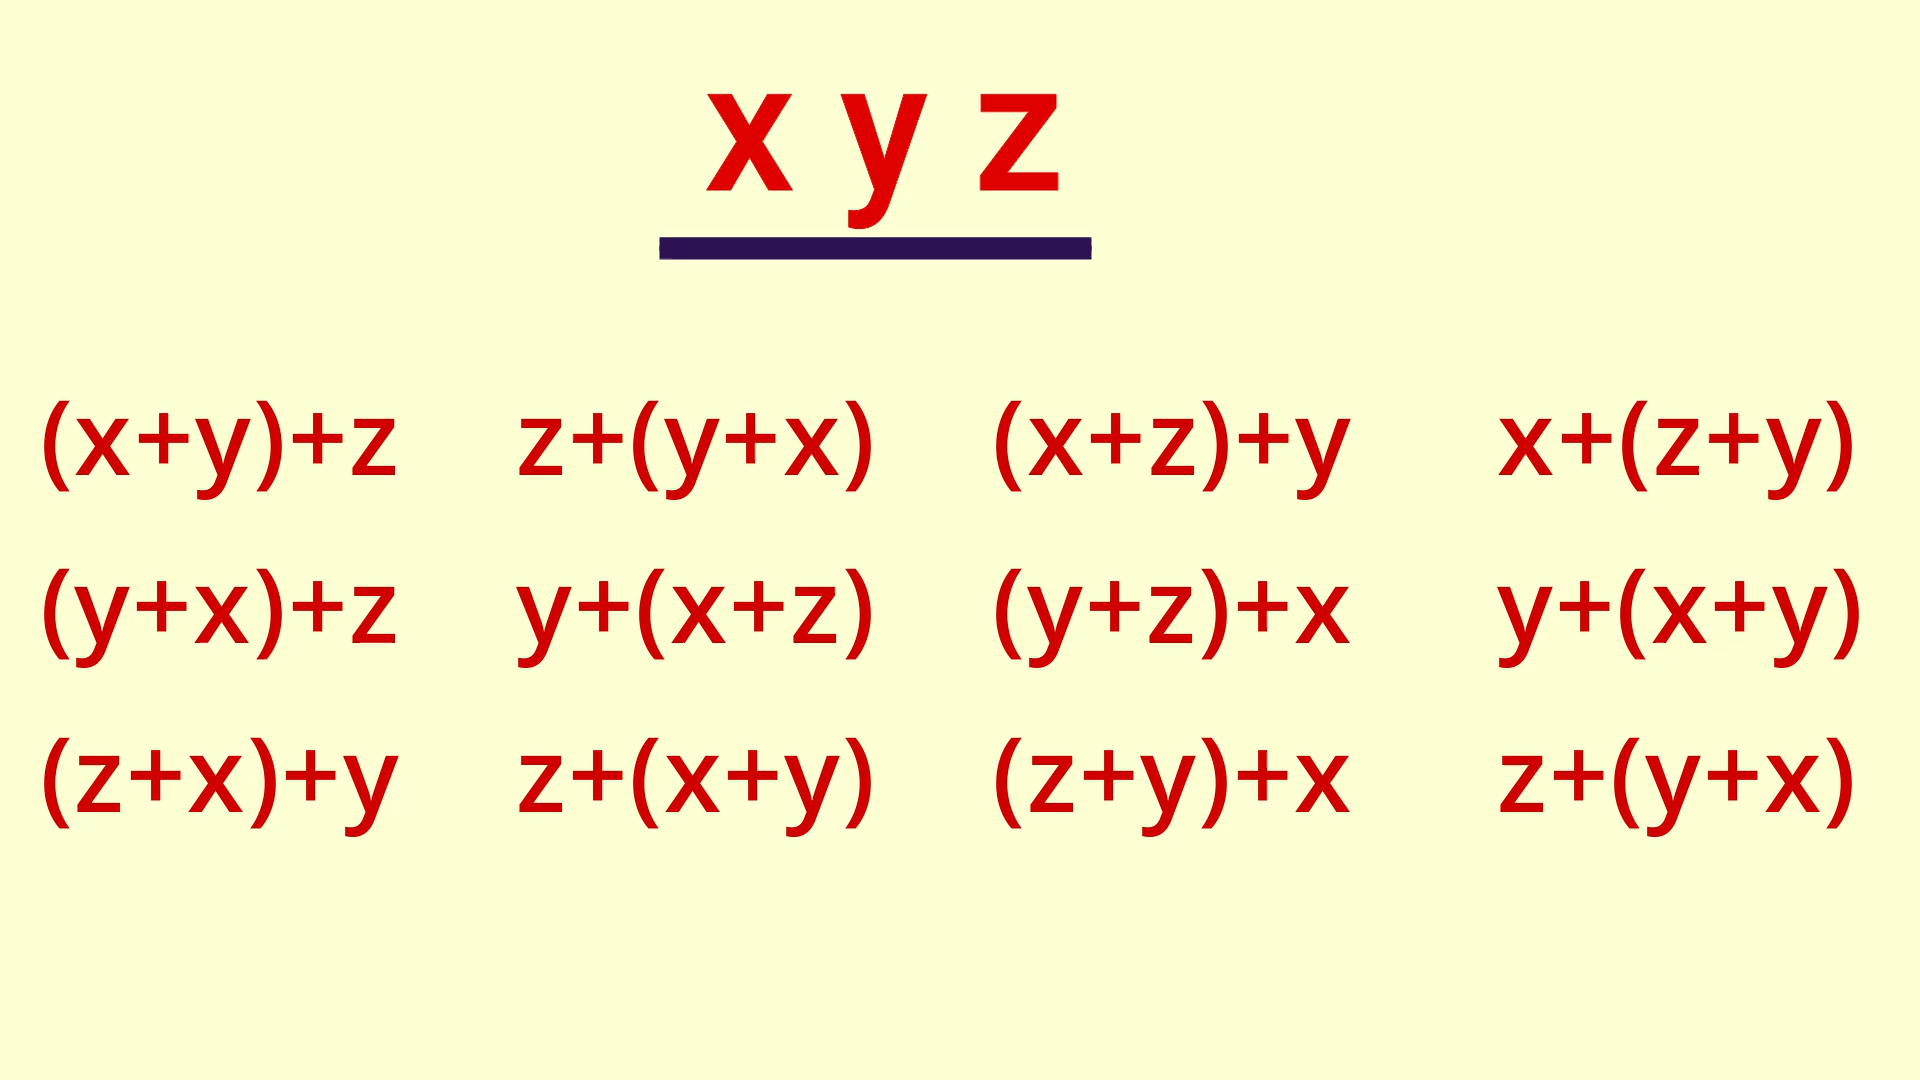 x y z
(x+y)+z z+(y+x) (x+z)+y x+(z+y)
(y+x)+z y+(x+z) (y+z)+x y+(x+y)
(z+x)+y z+(x+y) (z+y)+x z+(y+x)